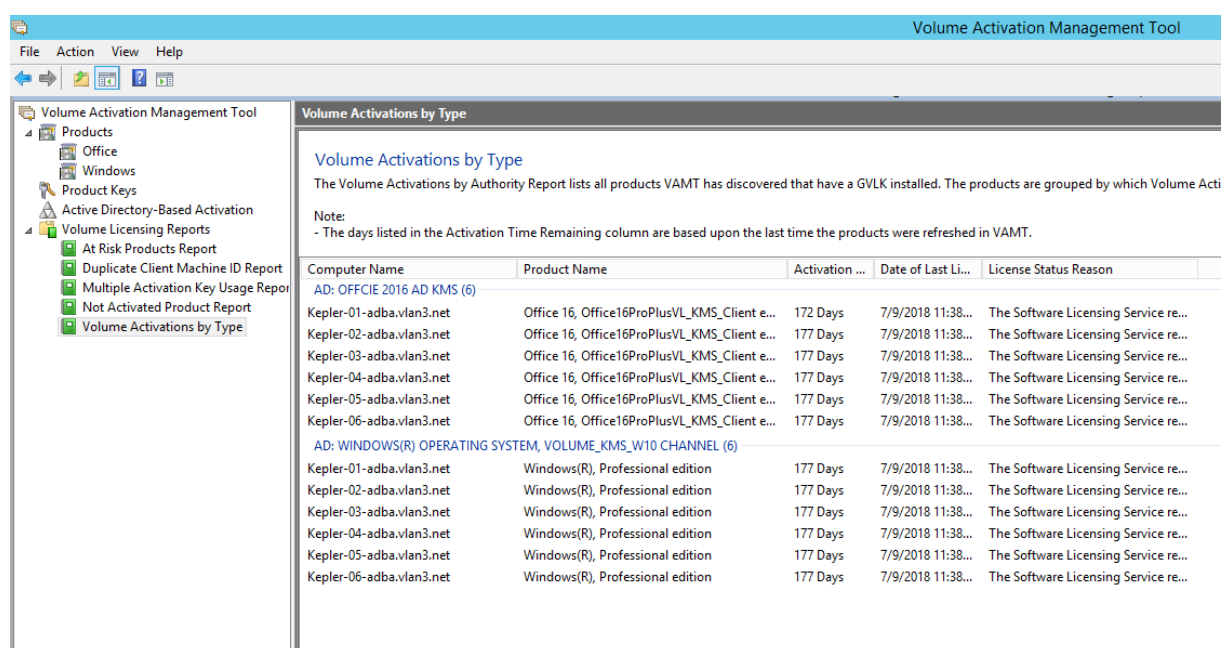 Volume Activation Management Tool
File Action View Help
Volume Activation Management Tool
Products
Office
Windows
Product Keys
Active Directory-Based Activation
Volume Licensing Reports
At Risk Products Report
Duplicate Client Machine ID Report
Multiple Activation Key Usage Repor
Not Activated Product Report
Volume Activations by Type
Volume Activations by Type
Volume Activations by Type
The Volume Activations by Authority Report lists all products VAMT has discovered that have a GVLK installed. The products are grouped by which Volume Acti
Note:
- The days listed in the Activation Time Remaining column are based upon the last time the products were refreshed in VAMT.
Computer Name Product Name Activation ... Date of Last Li... License Status Reason
AD: OFFCIE 2016 AD KMS (6)
Kepler-01-adba.vlan3.net Office 16, Office16ProPlusVL_KMS_Client e... 172 Days 7/9/2018 11:38... The Software Licensing Service re...
Kepler-02-adba.vlan3.net Office 16, Office16ProPlusVL_KMS_Client e... 177 Days 7/9/2018 11:38... The Software Licensing Service re...
Kepler-03-adba.vlan3.net Office 16, Office16ProPlusVL_KMS_Client e... 177 Days 7/9/2018 11:38... The Software Licensing Service re...
Kepler-04-adba.vlan3.net Office 16, Office16ProPlusVL_KMS_Client e... 177 Days 7/9/2018 11:38... The Software Licensing Service re...
Kepler-05-adba.vlan3.net Office 16, Office16ProPlusVL_KMS_Client e... 177 Days 7/9/2018 11:38... The Software Licensing Service re...
Kepler-06-adba.vlan3.net Office 16, Office16ProPlusVL_KMS_Client e... 177 Days 7/9/2018 11:38... The Software Licensing Service re...
AD: WINDOWS(R) OPERATING SYSTEM, VOLUME_KMS_W10 CHANNEL (6)
Kepler-01-adba.vlan3.net Windows(R), Professional edition 177 Days 7/9/2018 11:38... The Software Licensing Service re...
Kepler-02-adba.vlan3.net Windows(R), Professional edition 177 Days 7/9/2018 11:38... The Software Licensing Service re...
Kepler-03-adba.vlan3.net Windows(R), Professional edition 177 Days 7/9/2018 11:38... The Software Licensing Service re...
Kepler-04-adba.vlan3.net Windows(R), Professional edition 177 Days 7/9/2018 11:38... The Software Licensing Service re...
Kepler-05-adba.vlan3.net Windows(R), Professional edition 177 Days 7/9/2018 11:38... The Software Licensing Service re...
Kepler-06-adba.vlan3.net Windows(R), Professional edition 177 Days 7/9/2018 11:38... The Software Licensing Service re...